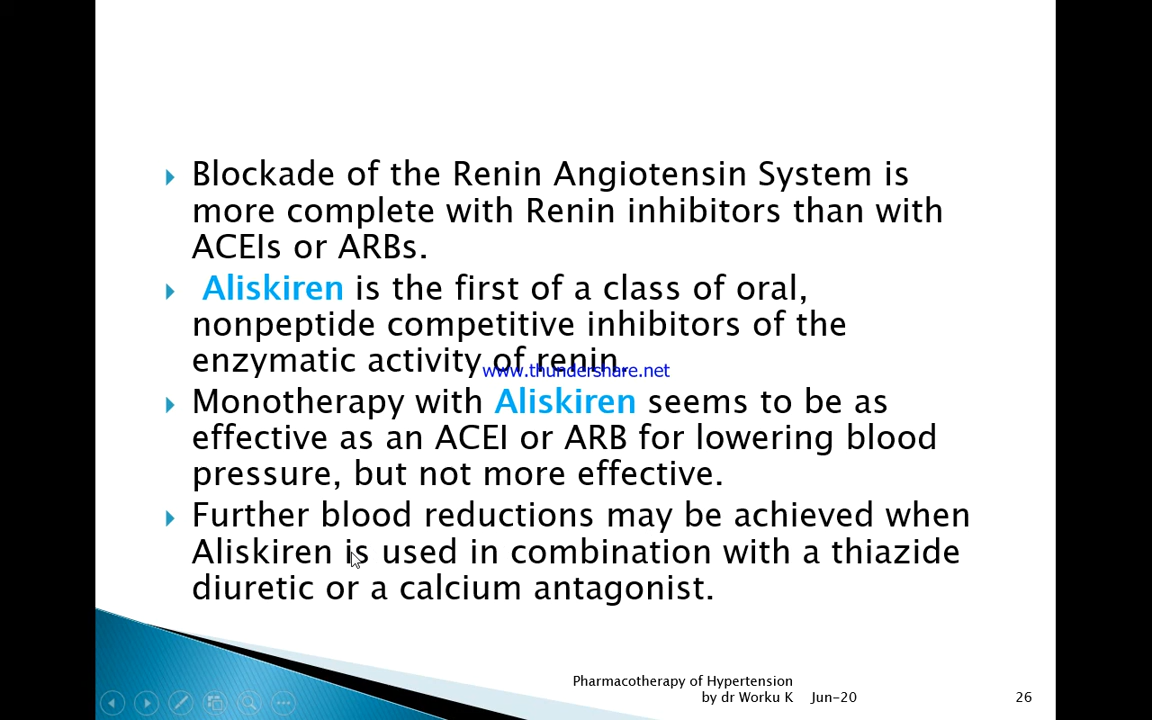 Blockade of the Renin Angiotensin System is
more complete with Renin inhibitors than with
ACEIs or ARBs.
Aliskiren is the first of a class of oral,
nonpeptide competitive inhibitors of the
enzymatic activity of renin.
www.thundershare.net
Monotherapy with Aliskiren seems to be as
effective as an ACEI or ARB for lowering blood
pressure, but not more effective.
Further blood reductions may be achieved when
Aliskiren is used in combination with a thiazide
diuretic or a calcium antagonist.
Pharmacotherapy of Hypertension
by dr Worku K Jun-20 26